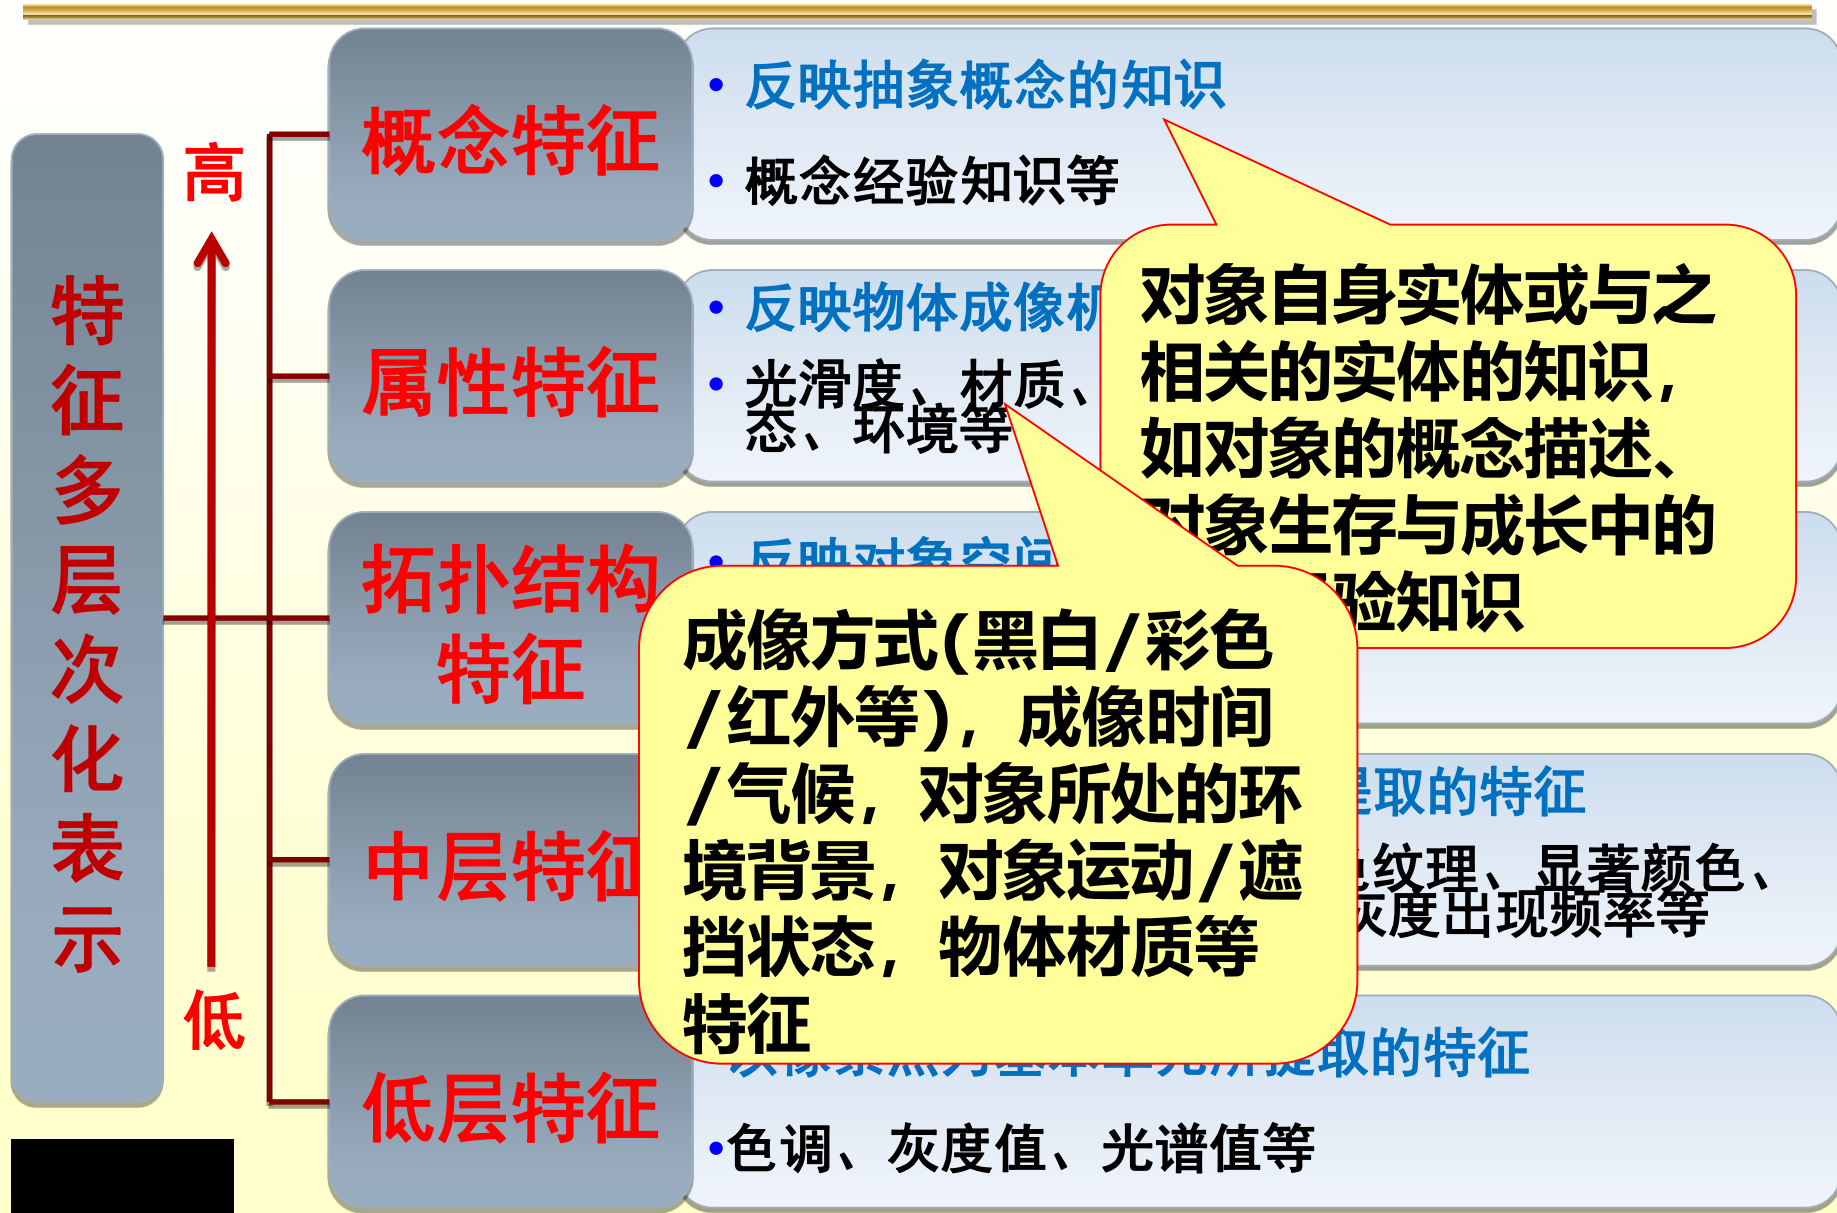 特征多层次化表示
高
低
概念特征
反映抽象概念的知识
概念经验知识等
属性特征
反映物体成像
光滑度、材质、
态、环境等
拓扑结构
特征
反映对象空间
中层特征
取的特征
纹理、显著颜色、
灰度出现频率等
低层特征
取的特征
色调、灰度值、光谱值等
对象自身实体或与之
相关的实体的知识，
如对象的概念描述、
对象生存与成长中的
验知识
成像方式(黑白/彩色
/红外等)，成像时间
/气候，对象所处的环
境背景，对象运动/遮
挡状态，物体材质等
特征